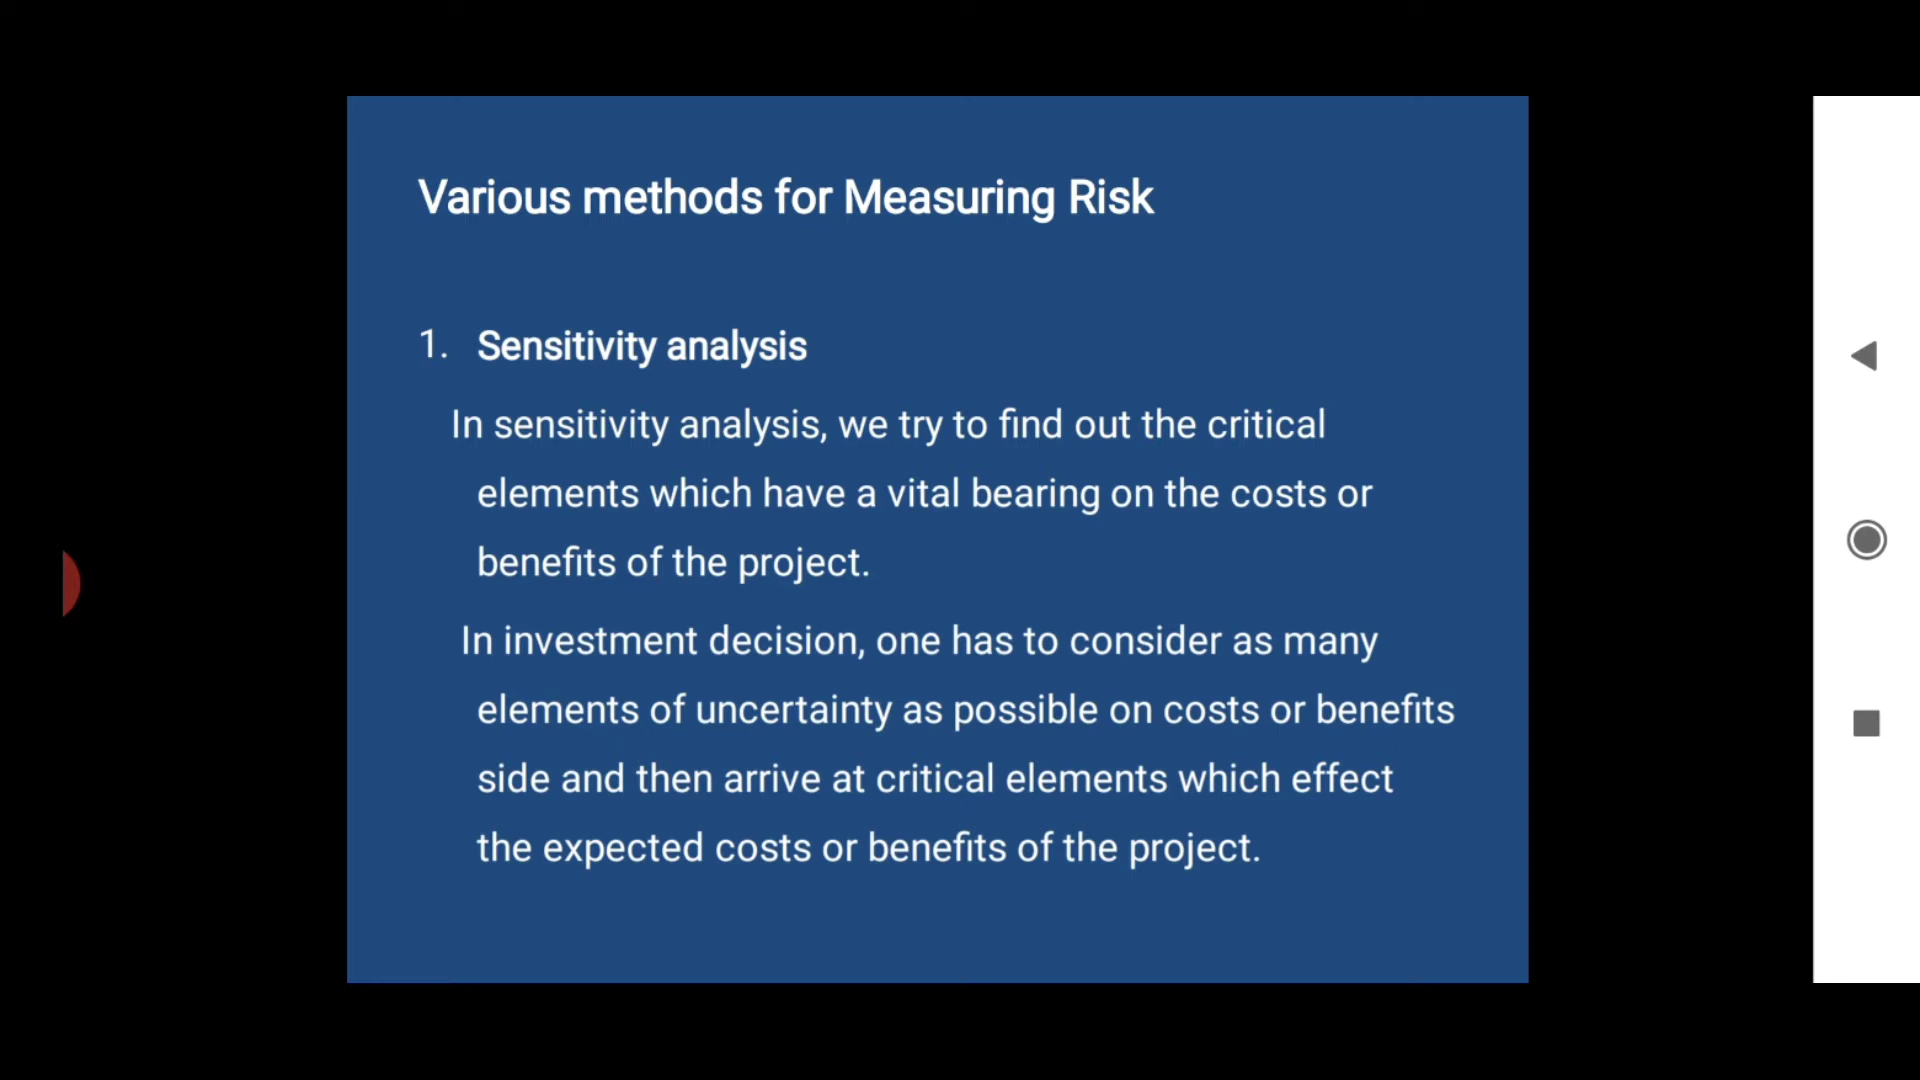 Various methods for Measuring Risk
1. Sensitivity analysis
In sensitivity analysis, we try to find out the critical
elements which have a vital bearing on the costs or
benefits of the project.
In investment decision, one has to consider as many
elements of uncertainty as possible on costs or benefits
side and then arrive at critical elements which effect
the expected costs or benefits of the project.